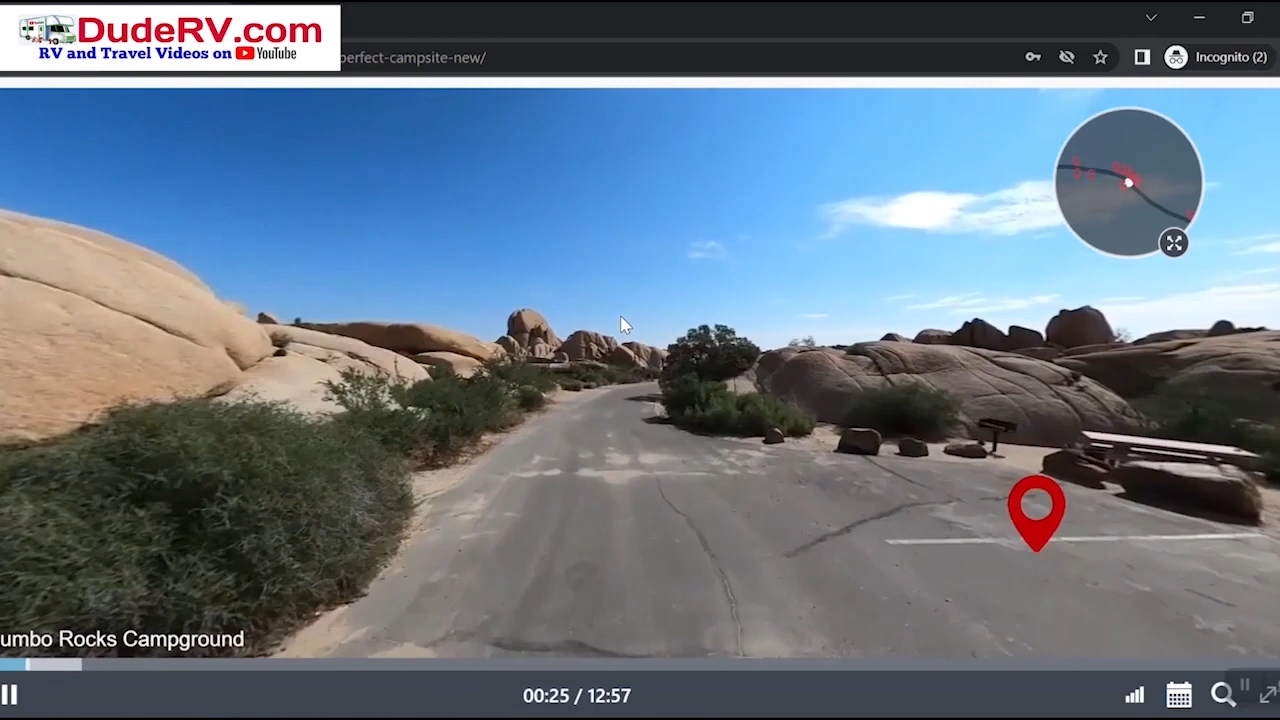 DudeRV.com
RV and Travel Videos on YouTube
perfect-campsite-new/
Incognito (2)
umbo Rocks Campground
00:25 / 12:57